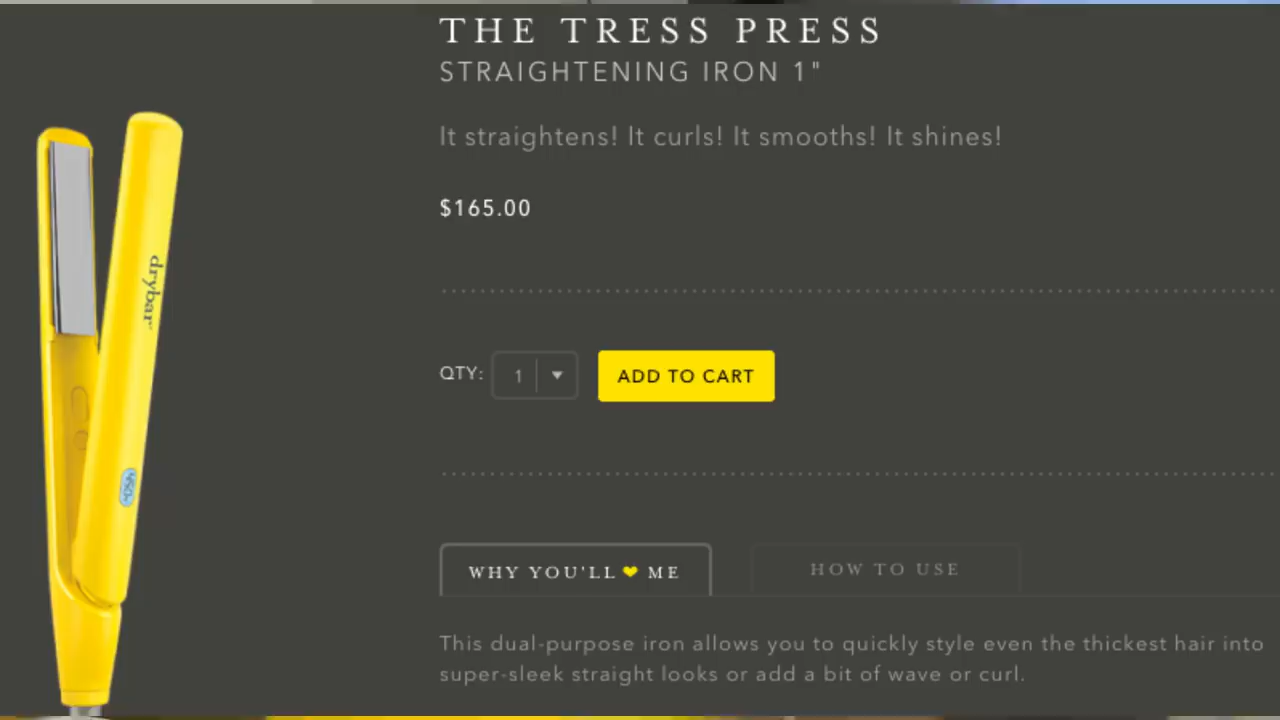 THE TRESS PRESS
STRAIGHTENING IRON 1"
It straightens! It curls! It smooths! It shines!
$165.00
drybar
450°
QTY: 1 ADD TO CART
WHY YOU'LL ❤ ME
HOW TO USE
This dual-purpose iron allows you to quickly style even the thickest hair into
super-sleek straight looks or add a bit of wave or curl.